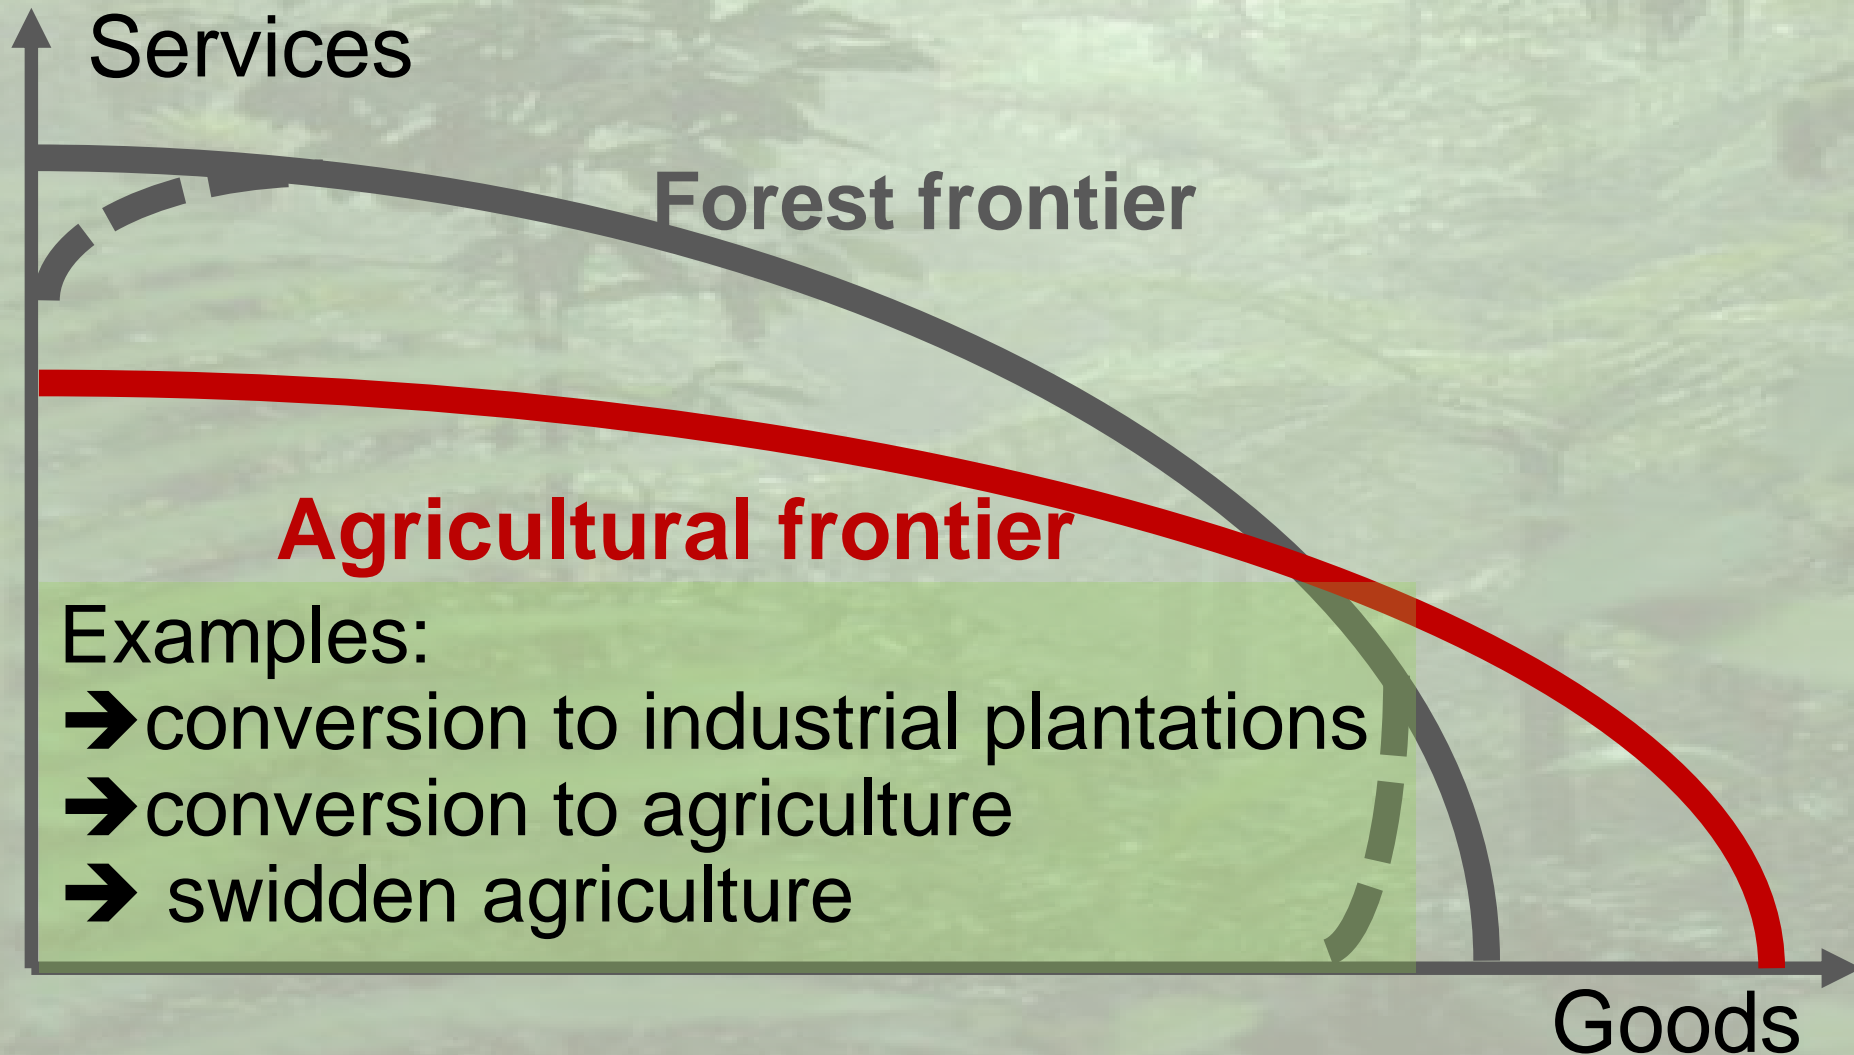 Services
Forest frontier
Agricultural frontier
Examples:
➔conversion to industrial plantations
➔conversion to agriculture
➔ swidden agriculture
Goods